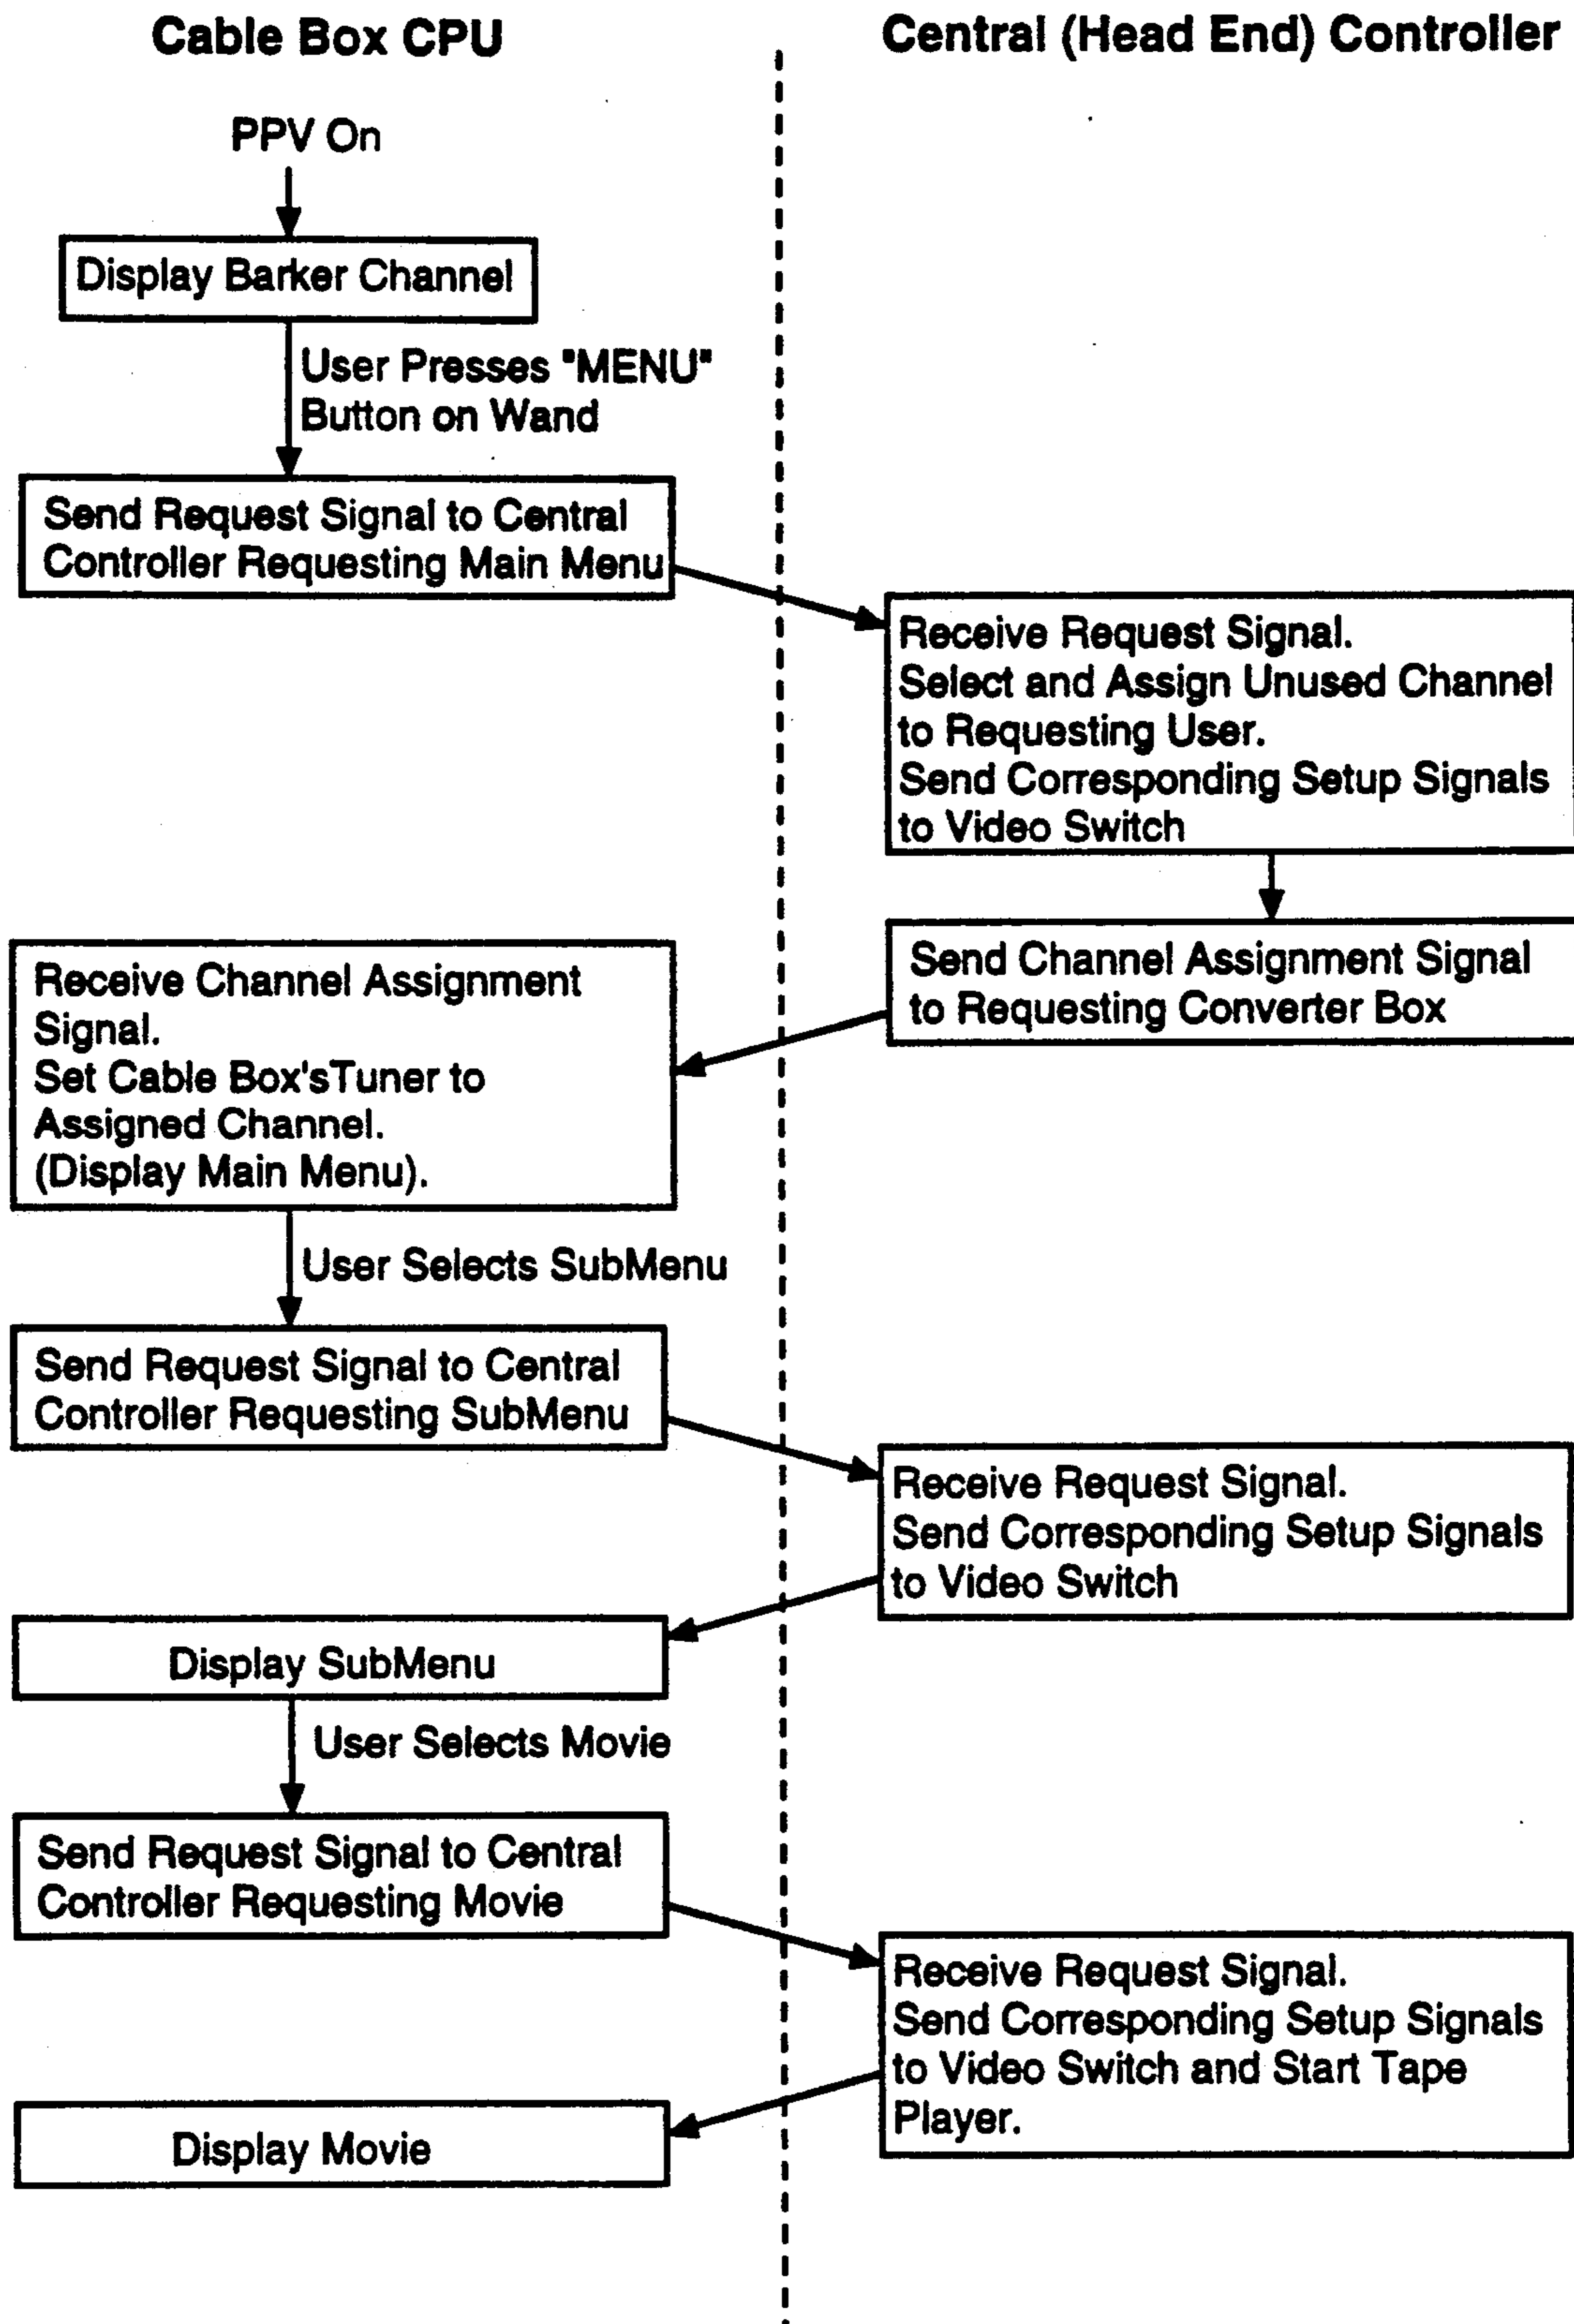 Cable Box CPU
Central (Head End) Controller
PPV On
Display Barker Channel
User Presses "MENU"
Button on Wand
Send Request Signal to Central
Controller Requesting Main Menu
Receive Request Signal.
Select and Assign Unused Channel
to Requesting User.
Send Corresponding Setup Signals
to Video Switch
Send Channel Assignment Signal
to Requesting Converter Box
Receive Channel Assignment
Signal.
Set Cable Box'sTuner to
Assigned Channel.
(Display Main Menu).
User Selects SubMenu
Send Request Signal to Central
Controller Requesting SubMenu
Receive Request Signal.
Send Corresponding Setup Signals
to Video Switch
Display SubMenu
User Selects Movie
Send Request Signal to Central
Controller Requesting Movie
Receive Request Signal.
Send Corresponding Setup Signals
to Video Switch and Start Tape
Player.
Display Movie